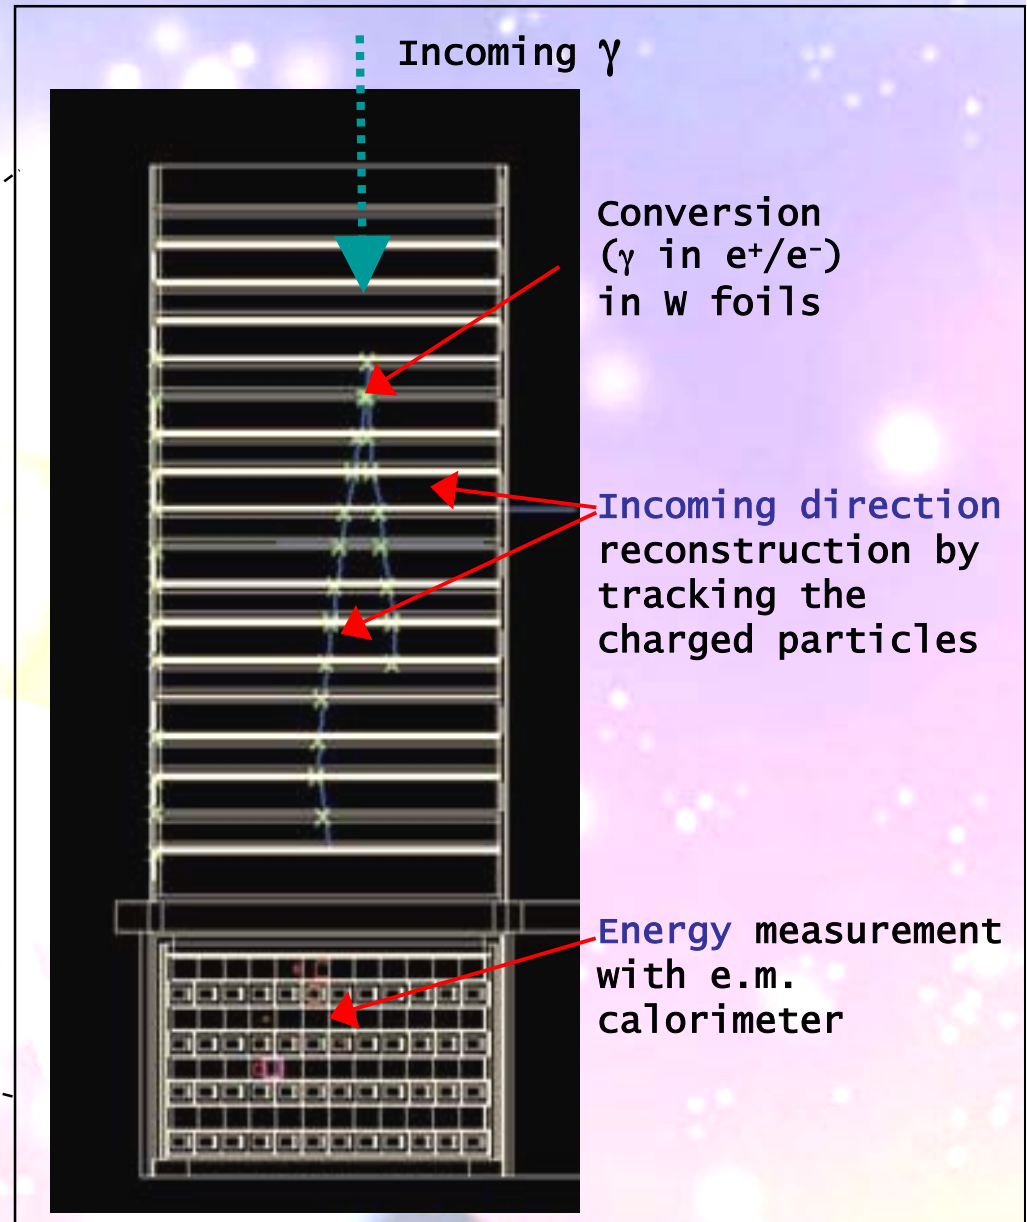 Incoming γ
Conversion
(γ in e⁺/e⁻)
in W foils
Incoming direction
reconstruction by
tracking the
charged particles
Energy measurement
with e.m.
calorimeter